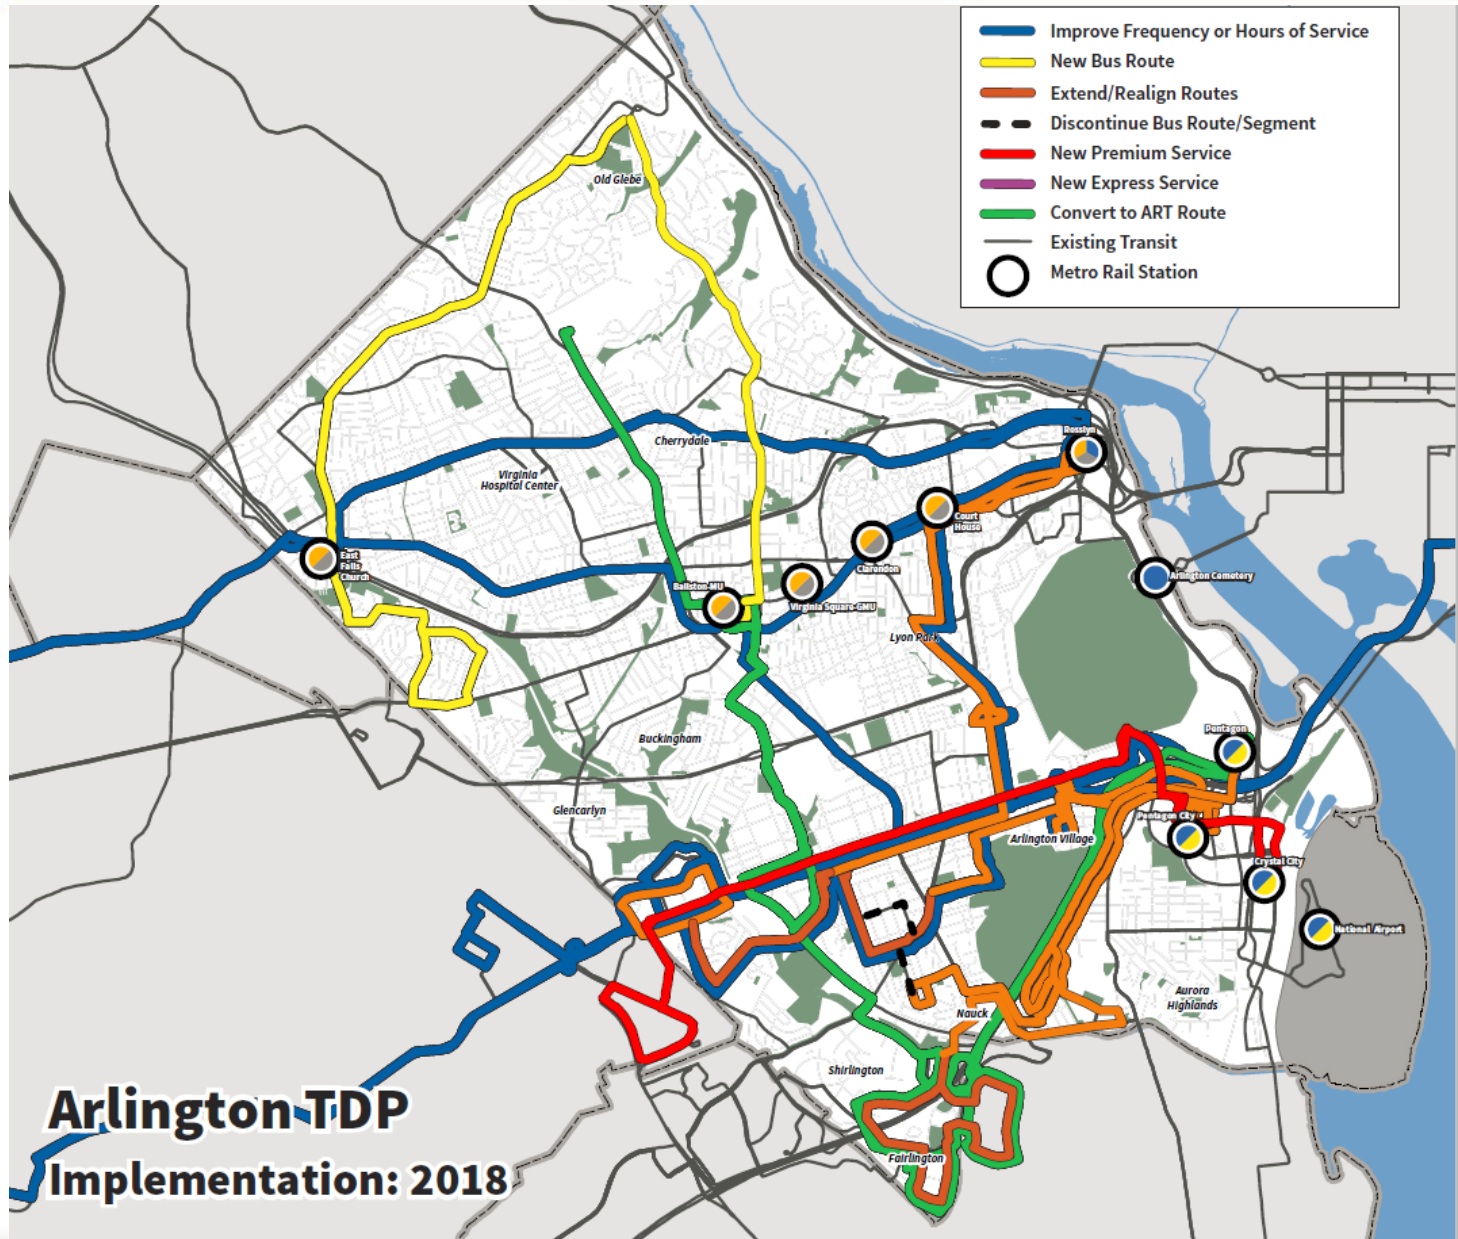 Improve Frequency or Hours of Service
New Bus Route
Extend/Realign Routes
Discontinue Bus Route/Segment
New Premium Service
New Express Service
Convert to ART Route
Existing Transit
Metro Rail Station
Old Glebe
Rosslyn
Cherrydale
Virginia
Hospital Center
Court
House
East
Falls
Church
Clarendon
Ballston-MU
Virginia Square-GMU
Arlington Cemetery
Lyon Park
Pentagon
Buckingham
Glencarlyn
Pentagon City
Arlington Village
Crystal City
National Airport
Aurora
Highlands
Nauck
Shirlington
Fairlington
Arlington TDP
Implementation: 2018